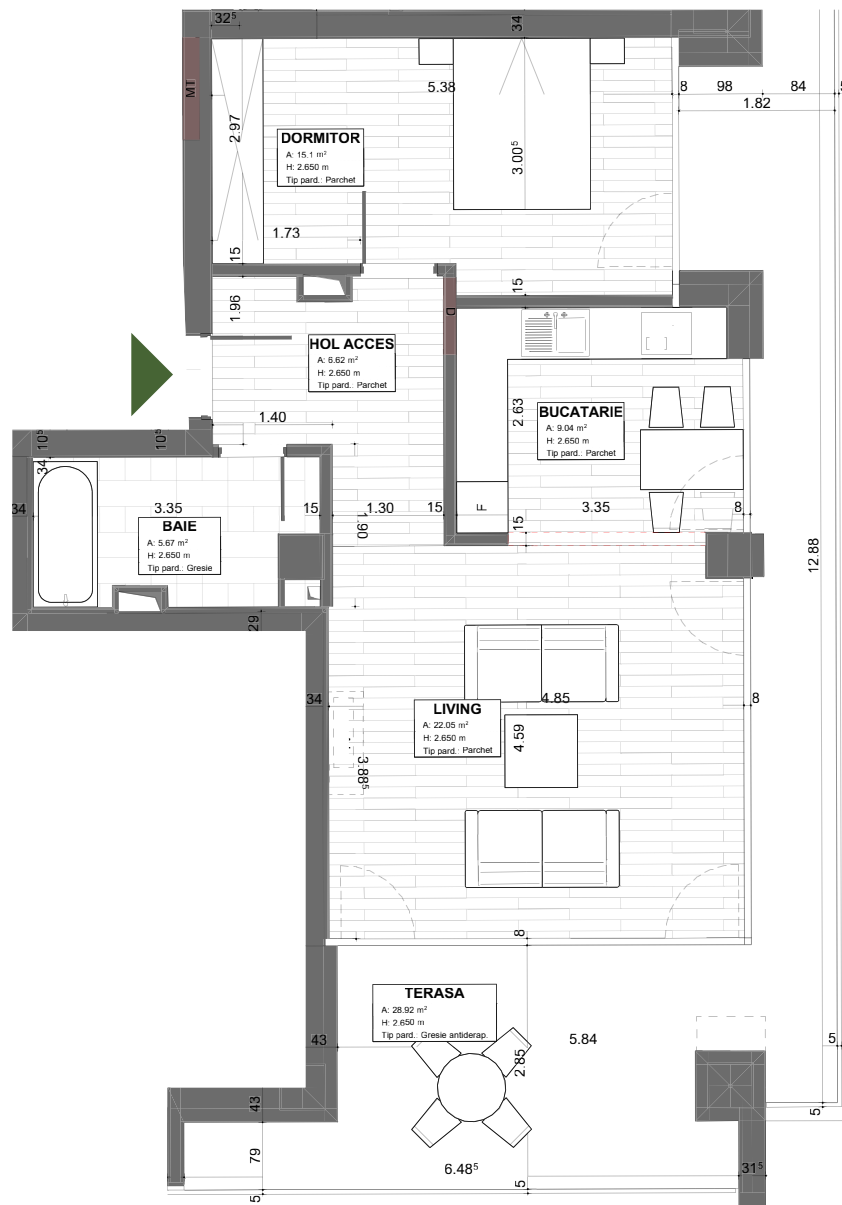 32⁵
34
MT
5.38
8
98
84
5
1.82
2.97
DORMITOR
A: 15.1 m²
H: 2.650 m
Tip pard.: Parchet
3.00⁵
1.73
15
15
1.96
D
HOL ACCES
A: 6.62 m²
H: 2.650 m
Tip pard.: Parchet
1.40
2.63
BUCATARIE
A: 9.04 m²
H: 2.650 m
Tip pard.: Parchet
10⁵
10⁵
34
34
3.35
15
1.30
15
F
3.35
8
BAIE
A: 5.67 m²
H: 2.650 m
Tip pard.: Gresie
1.90
15
12.88
29
34
LIVING
A: 22.05 m²
H: 2.650 m
Tip pard.: Parchet
4.85
8
4.59
3.88⁵
8
TERASA
A: 28.92 m²
H: 2.650 m
Tip pard.: Gresie antiderap.
43
5.84
5
2.85
43
5
79
6.48⁵
31⁵
5
5